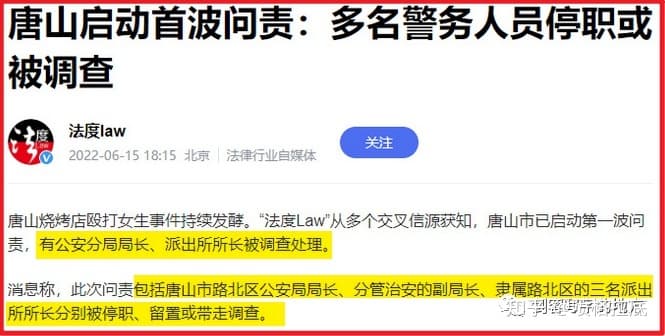 唐山启动首波问责：多名警务人员停职或
被调查
法度law
2022-06-15 18:15 北京 法律行业自媒体
关注
唐山烧烤店殴打女生事件持续发酵。“法度Law”从多个交叉信源获知，唐山市已启动第一波问
责，有公安分局局长、派出所所长被调查处理。
消息称，此次问责包括唐山市路北区公安局局长、分管治安的副局长、隶属路北区的三名派出
所所长分别被停职、留置或带走调查。